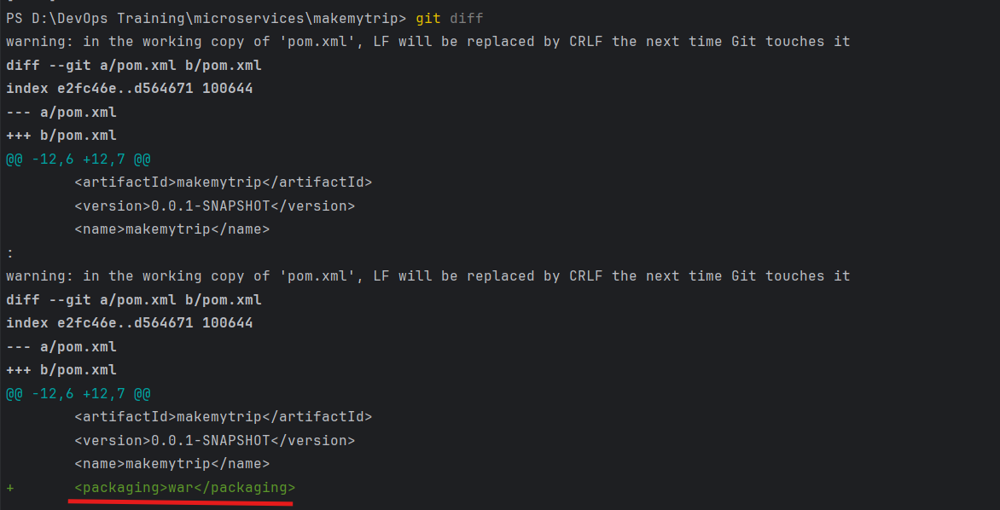 PS D:\DevOps Training\microservices\makemytrip> git diff
warning: in the working copy of 'pom.xml', LF will be replaced by CRLF the next time Git touches it
diff --git a/pom.xml b/pom.xml
index e2fc46e..d564671 100644
--- a/pom.xml
+++ b/pom.xml
@@ -12,6 +12,7 @@
        <artifactId>makemytrip</artifactId>
        <version>0.0.1-SNAPSHOT</version>
        <name>makemytrip</name>
:
warning: in the working copy of 'pom.xml', LF will be replaced by CRLF the next time Git touches it
diff --git a/pom.xml b/pom.xml
index e2fc46e..d564671 100644
--- a/pom.xml
+++ b/pom.xml
@@ -12,6 +12,7 @@
        <artifactId>makemytrip</artifactId>
        <version>0.0.1-SNAPSHOT</version>
        <name>makemytrip</name>
+       <packaging>war</packaging>